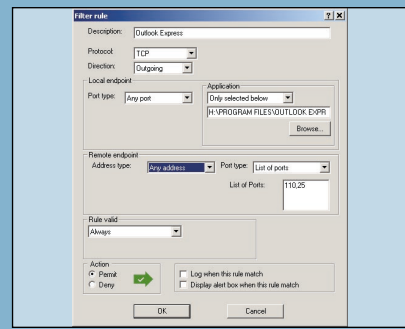 Filter rule
Description: Outlook Express
Protocol: TCP
Direction: Outgoing
Local endpoint
Port type: Any port
Application
Only selected below
H:\PROGRAM FILES\OUTLOOK EXPR
Browse...
Remote endpoint
Address type: Any address Port type: List of ports
List of Ports: 110,25
Rule valid
Always
Action
Permit
Deny
Log when this rule match
Display alert box when this rule match
OK Cancel